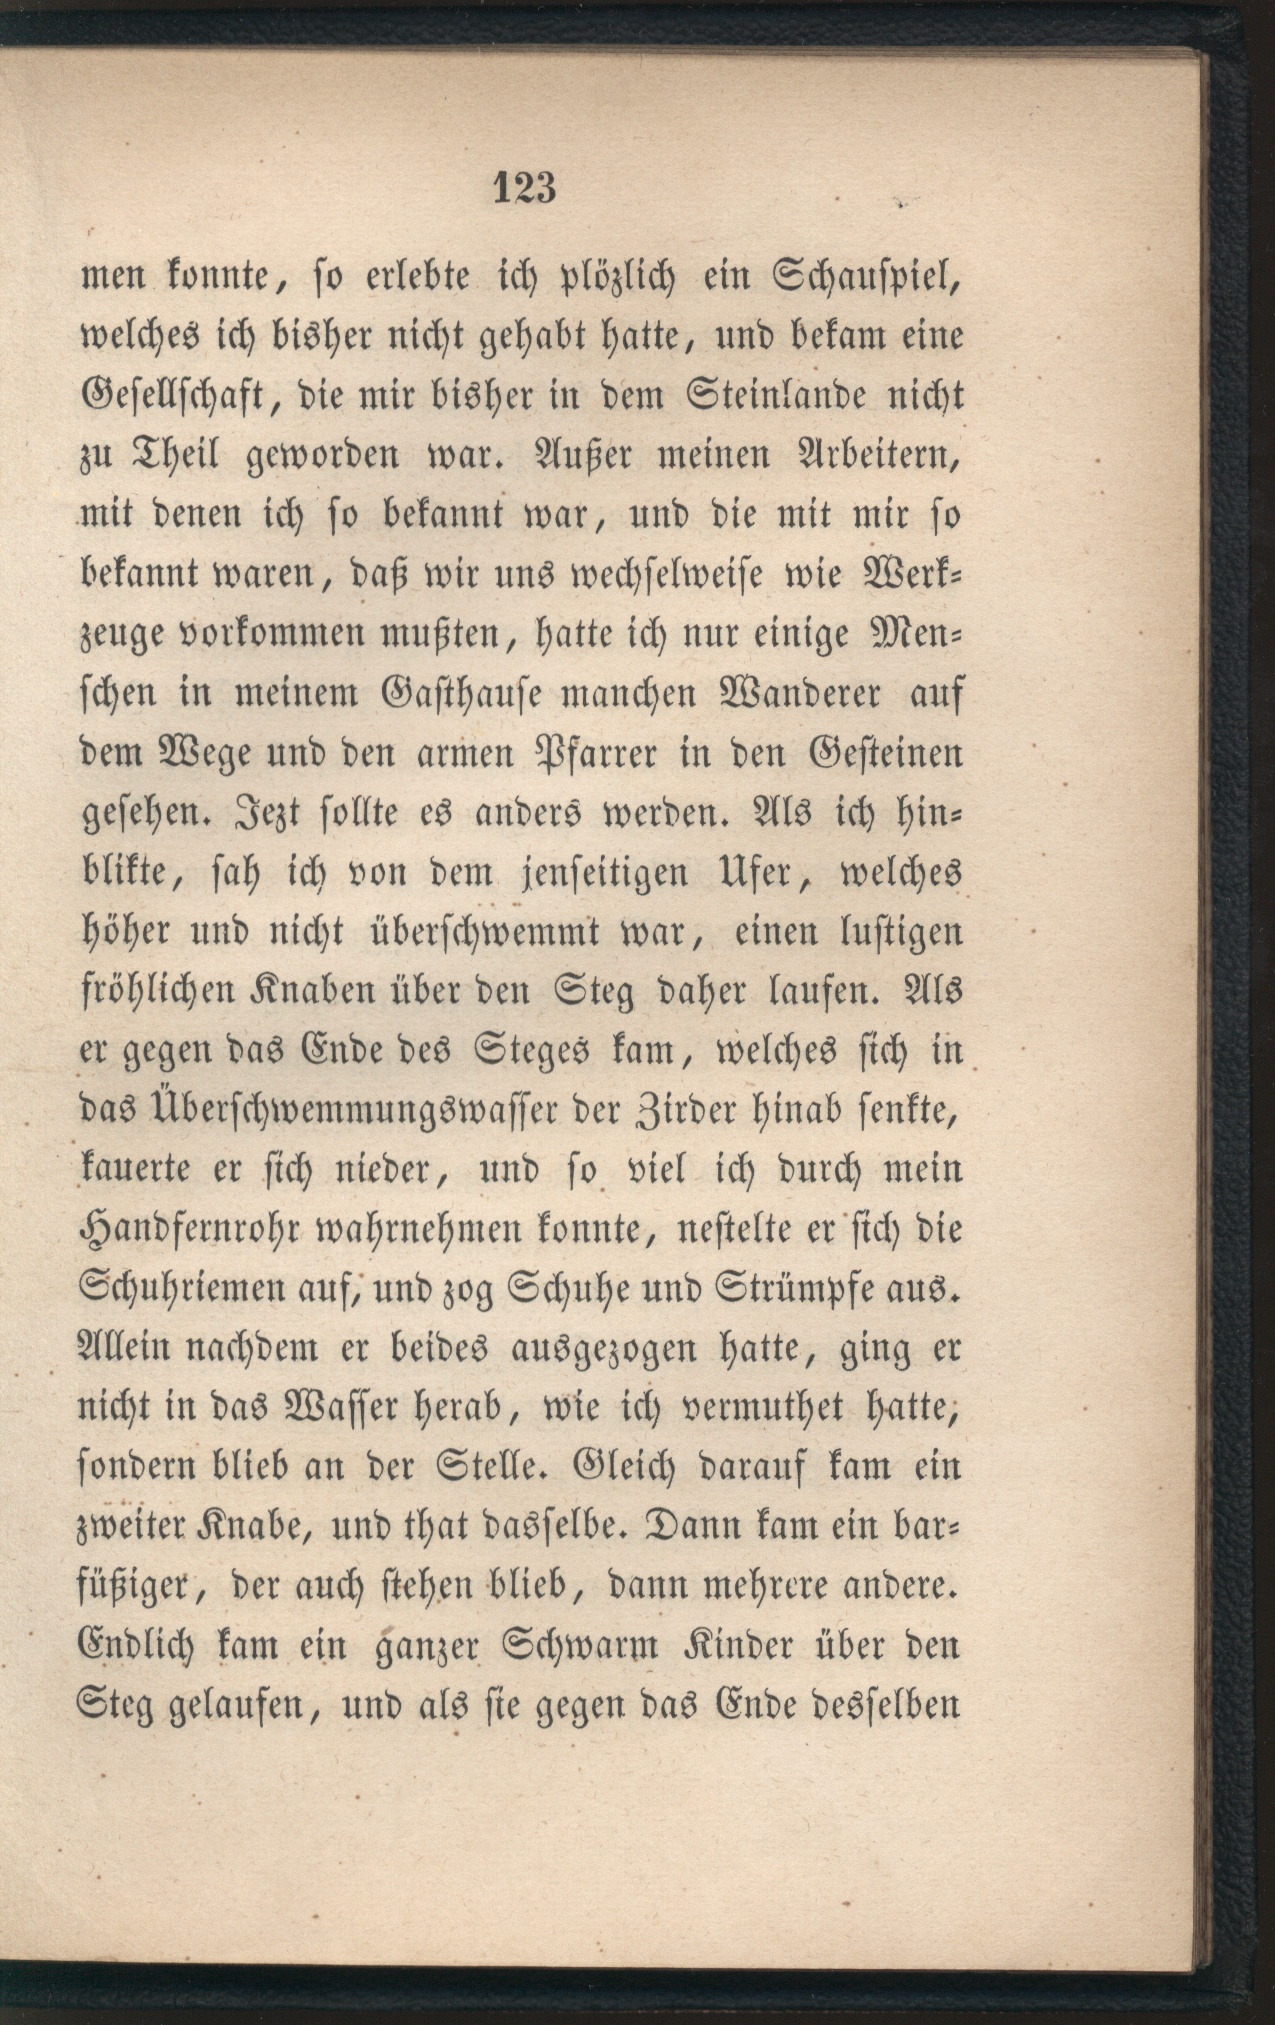 123
men konnte, so erlebte ich plözlich ein Schauspiel,
welches ich bisher nicht gehabt hatte, und bekam eine
Gesellschaft, die mir bisher in dem Steinlande nicht
zu Theil geworden war. Außer meinen Arbeitern,
mit denen ich so bekannt war, und die mit mir so
bekannt waren, daß wir uns wechselweise wie Werk-
zeuge vorkommen mußten, hatte ich nur einige Men-
schen in meinem Gasthause manchen Wanderer auf
dem Wege und den armen Pfarrer in den Gesteinen
gesehen. Jezt sollte es anders werden. Als ich hin-
blikte, sah ich von dem jenseitigen Ufer, welches
höher und nicht überschwemmt war, einen lustigen
fröhlichen Knaben über den Steg daher laufen. Als
er gegen das Ende des Steges kam, welches sich in
das Überschwemmungswasser der Zirder hinab senkte,
kauerte er sich nieder, und so viel ich durch mein
Handfernrohr wahrnehmen konnte, nestelte er sich die
Schuhriemen auf, und zog Schuhe und Strümpfe aus.
Allein nachdem er beides ausgezogen hatte, ging er
nicht in das Wasser herab, wie ich vermuthet hatte,
sondern blieb an der Stelle. Gleich darauf kam ein
zweiter Knabe, und that dasselbe. Dann kam ein bar-
füßiger, der auch stehen blieb, dann mehrere andere.
Endlich kam ein ganzer Schwarm Kinder über den
Steg gelaufen, und als sie gegen das Ende desselben